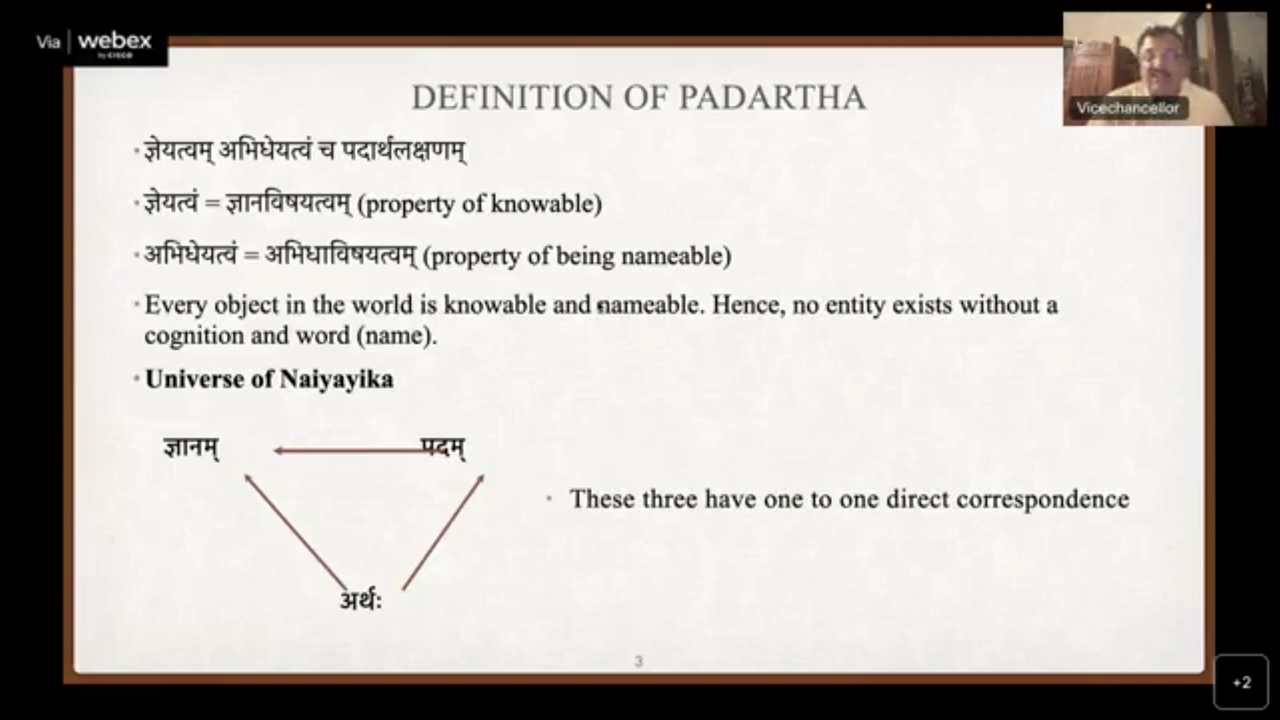 Via webex
by CISCO
Vicechancellor
DEFINITION OF PADARTHA
· ज्ञेयत्वम् अभिधेयत्वं च पदार्थलक्षणम्
· ज्ञेयत्वं = ज्ञानविषयत्वम् (property of knowable)
· अभिधेयत्वं = अभिधाविषयत्वम् (property of being nameable)
· Every object in the world is knowable and nameable. Hence, no entity exists without a
cognition and word (name).
· Universe of Naiyayika
ज्ञानम् पदम्
· These three have one to one direct correspondence
अर्थः
3
+2